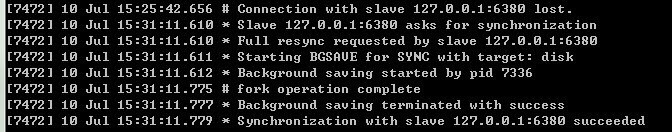 [7472] 10 Jul 15:25:42.656 # Connection with slave 127.0.0.1:6380 lost.
[7472] 10 Jul 15:31:11.610 * Slave 127.0.0.1:6380 asks for synchronization
[7472] 10 Jul 15:31:11.610 * Full resync requested by slave 127.0.0.1:6380
[7472] 10 Jul 15:31:11.611 * Starting BGSAVE for SYNC with target: disk
[7472] 10 Jul 15:31:11.612 * Background saving started by pid 7336
[7472] 10 Jul 15:31:11.775 # fork operation complete
[7472] 10 Jul 15:31:11.777 * Background saving terminated with success
[7472] 10 Jul 15:31:11.779 * Synchronization with slave 127.0.0.1:6380 succeeded